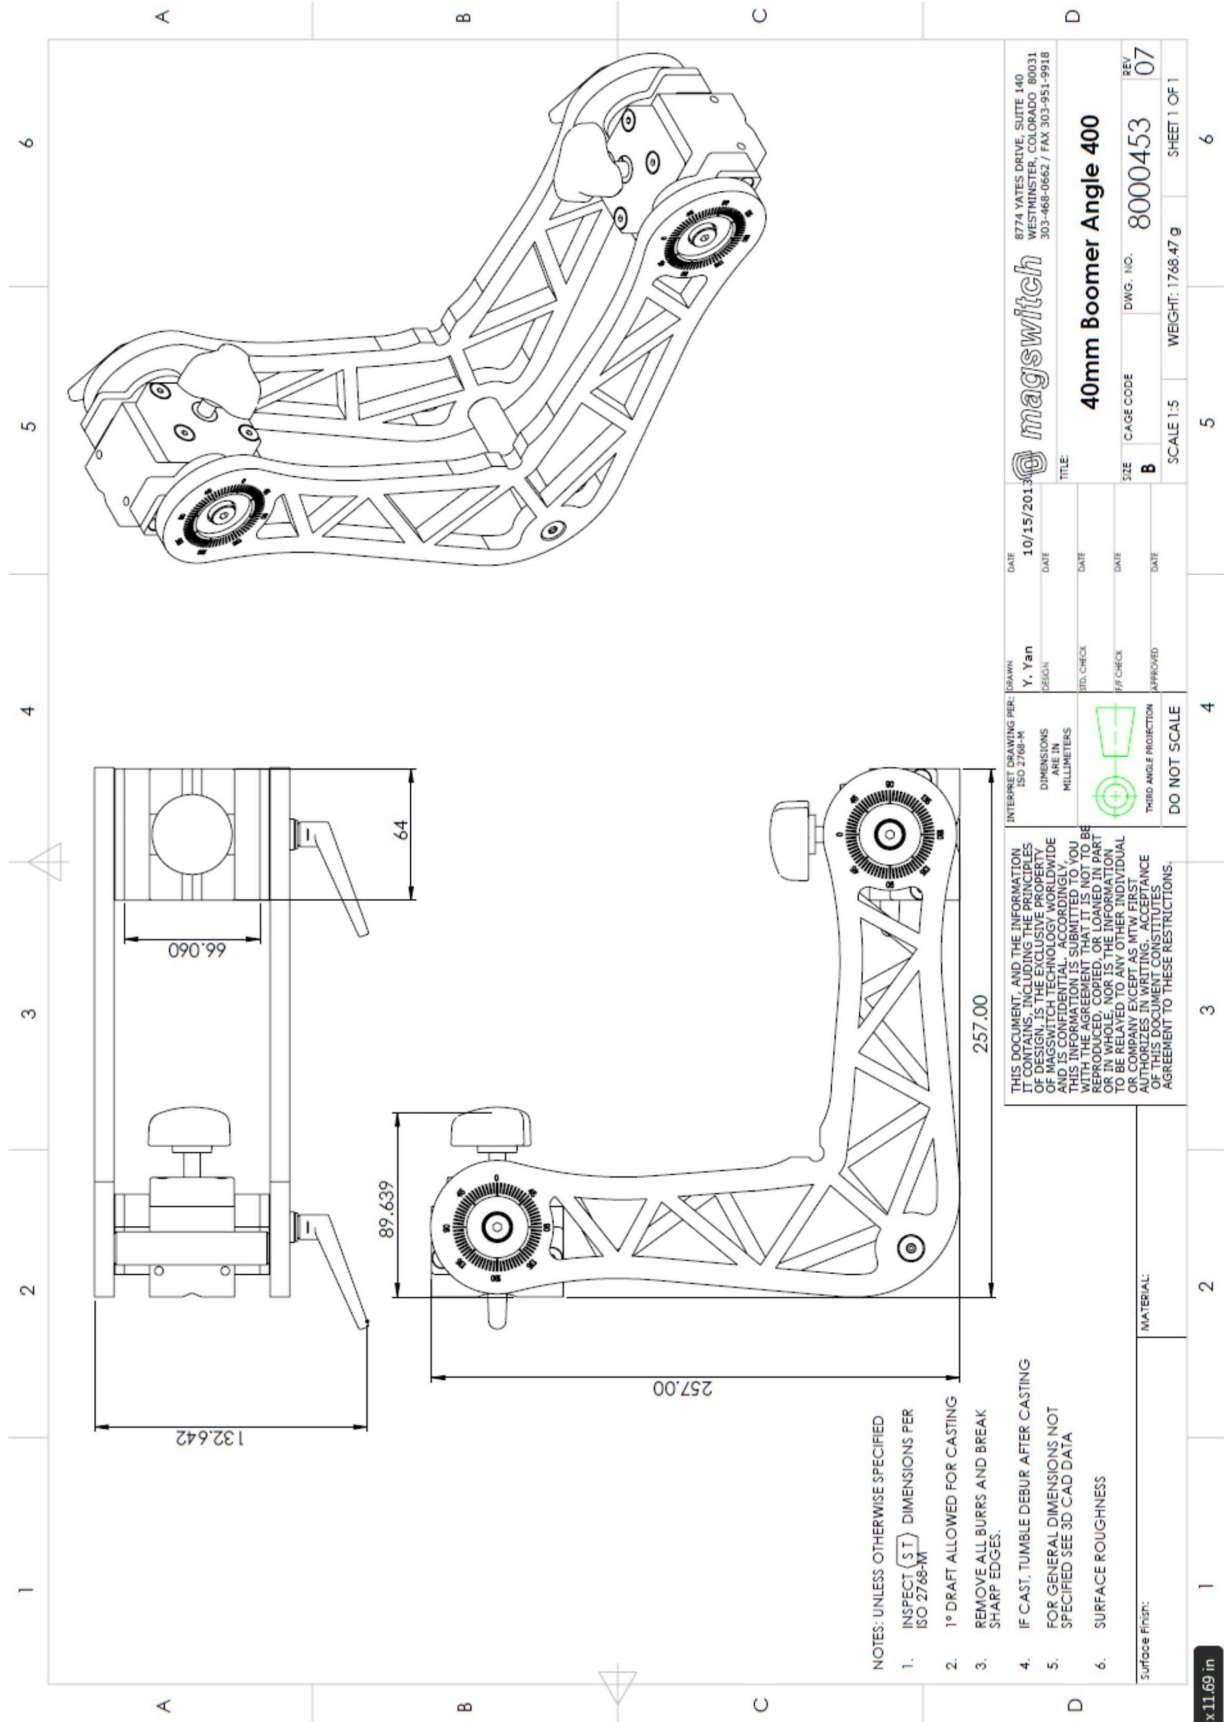 1
2
3
4
5
6
A
A
B
B
C
C
D
D
132.642
66.060
64
89.639
257.00
257.00
NOTES: UNLESS OTHERWISE SPECIFIED
1. INSPECT ST DIMENSIONS PER
ISO 2768-M
2. 1° DRAFT ALLOWED FOR CASTING
3. REMOVE ALL BURRS AND BREAK
SHARP EDGES.
4. IF CAST, TUMBLE DEBUR AFTER CASTING
5. FOR GENERAL DIMENSIONS NOT
SPECIFIED SEE 3D CAD DATA
6. SURFACE ROUGHNESS
Surface Finish:
MATERIAL:
THIS DOCUMENT, AND THE INFORMATION
IT CONTAINS, INCLUDING THE PRINCIPLES
OF DESIGN, IS THE EXCLUSIVE PROPERTY
OF MAGSWITCH TECHNOLOGY WORLDWIDE
AND IS CONFIDENTIAL. ACCORDINGLY,
THIS INFORMATION IS SUBMITTED TO YOU
WITH THE AGREEMENT THAT IT IS NOT TO BE
REPRODUCED, COPIED, OR LOANED IN PART
OR IN WHOLE, NOR IS THE INFORMATION
TO BE RELAYED TO ANY OTHER INDIVIDUAL
OR COMPANY EXCEPT AS MTW FIRST
AUTHORIZES IN WRITING. ACCEPTANCE
OF THIS DOCUMENT CONSTITUTES
AGREEMENT TO THESE RESTRICTIONS.
INTERPRET DRAWING PER:
ISO 2768-M
DIMENSIONS
ARE IN
MILLIMETERS
THIRD ANGLE PROJECTION
DO NOT SCALE
DRAWN
Y. Yan
DATE
10/15/2013
DESIGN
DATE
STD. CHECK
DATE
F/F CHECK
DATE
APPROVED
DATE
magswitch
8774 YATES DRIVE, SUITE 140
WESTMINSTER, COLORADO 80031
303-468-0662 / FAX 303-951-9918
TITLE:
40mm Boomer Angle 400
SIZE
B
CAGE CODE
DWG. NO.
8000453
REV
07
SCALE 1:5
WEIGHT: 1768.47 g
SHEET 1 OF 1
1
2
3
4
5
6
x 11.69 in